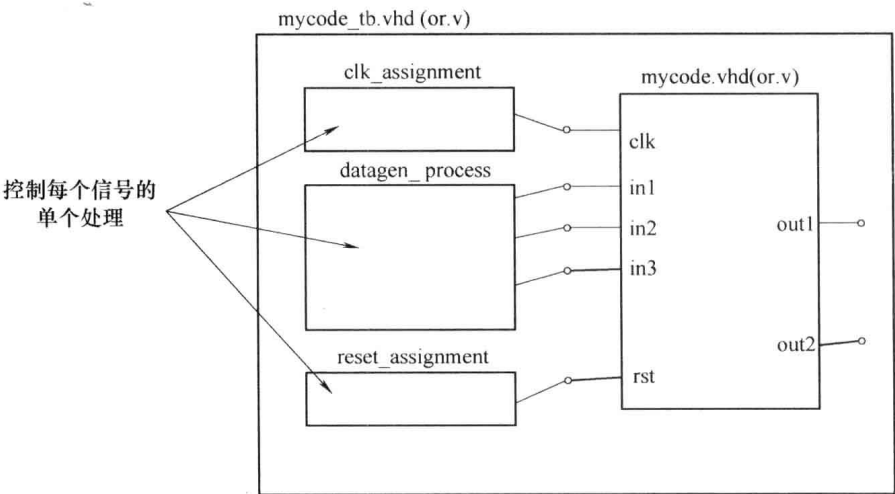 mycode_tb.vhd (or.v)
clk_assignment
mycode.vhd(or.v)
clk
datagen_ process
控制每个信号的
单个处理
in1
in2
in3
out1
out2
reset_assignment
rst